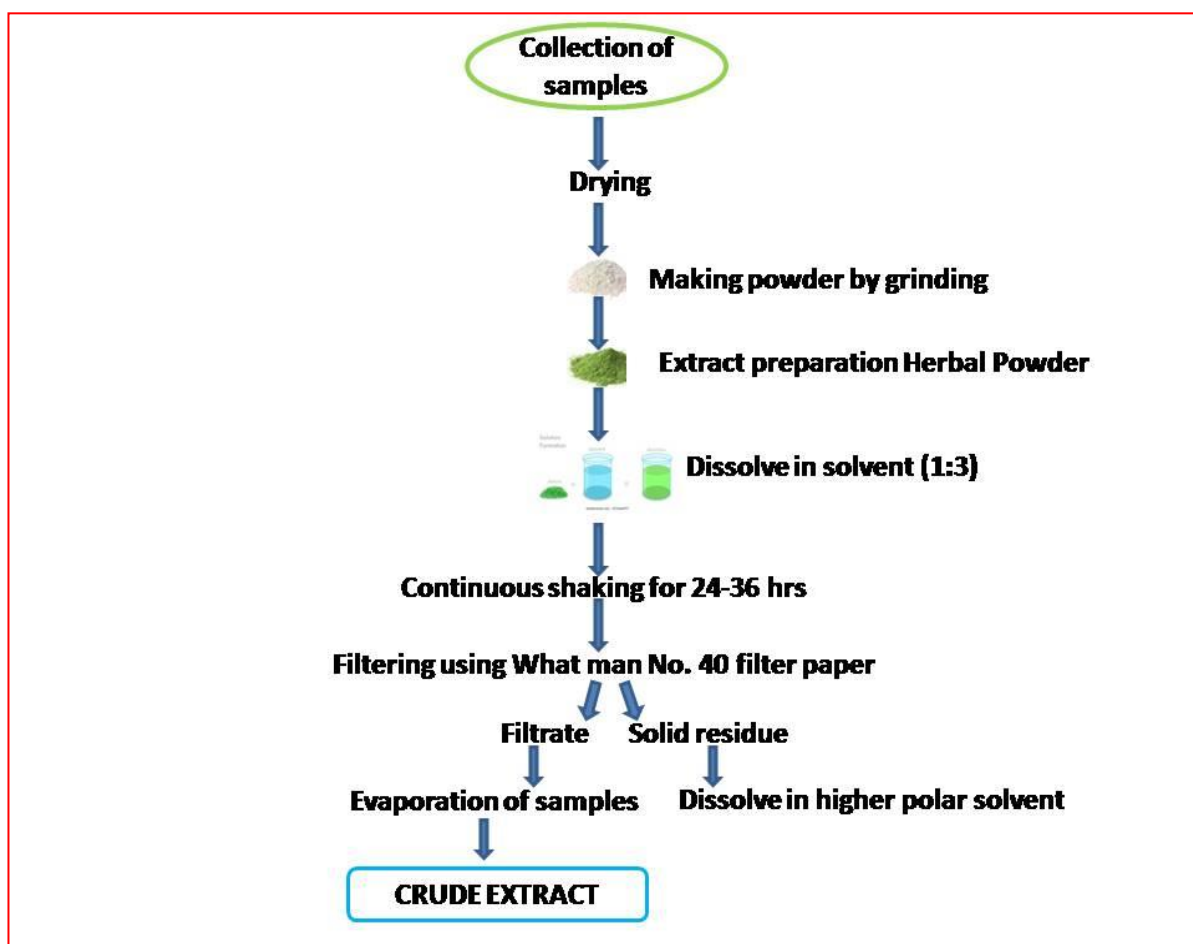 Collection of
samples
Drying
Making powder by grinding
Extract preparation Herbal Powder
Solution
Formation
Dissolve in solvent (1:3)
Continuous shaking for 24-36 hrs
Filtering using What man No. 40 filter paper
Filtrate
Solid residue
Evaporation of samples
Dissolve in higher polar solvent
CRUDE EXTRACT